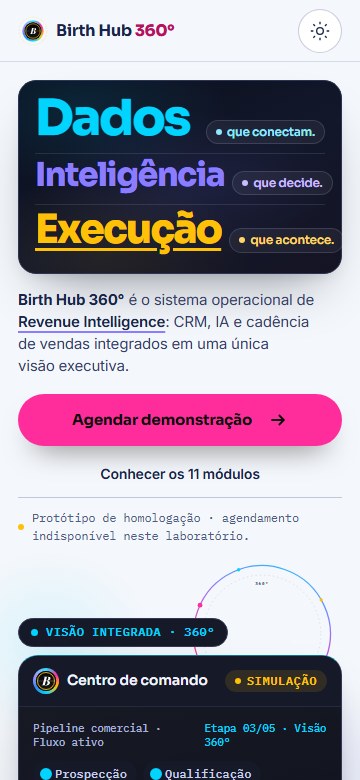 B Birth Hub 360°
Dados
que conectam.
Inteligência
que decide.
Execução
que acontece.
Birth Hub 360° é o sistema operacional de
Revenue Intelligence: CRM, IA e cadência
de vendas integrados em uma única
visão executiva.
Agendar demonstração →
Conhecer os 11 módulos
Protótipo de homologação · agendamento
indisponível neste laboratório.
360°
VISÃO INTEGRADA · 360°
B Centro de comando
SIMULAÇÃO
Pipeline comercial ·
Fluxo ativo
Etapa 03/05 · Visão
360°
Prospecção
Qualificação